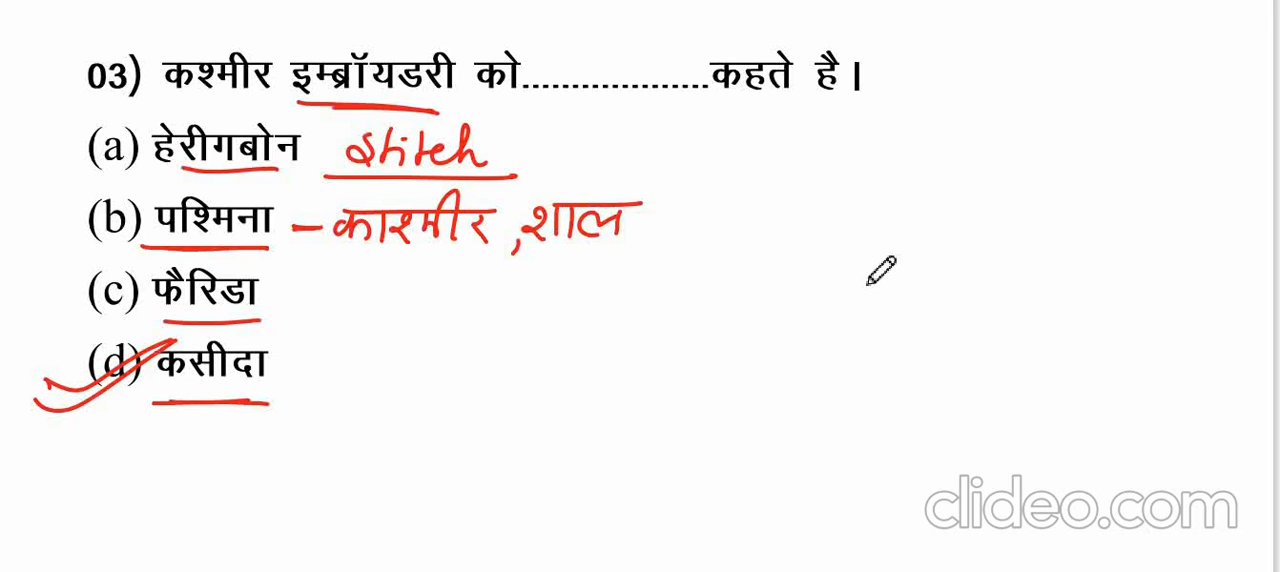 03) कश्मीर इम्ब्रॉयडरी को...................कहते है।
(a) हेरीगबोन stitch
(b) पश्मिना – काश्मीर, शाल
(c) फैरिडा
(d) कसीदा
clideo.com